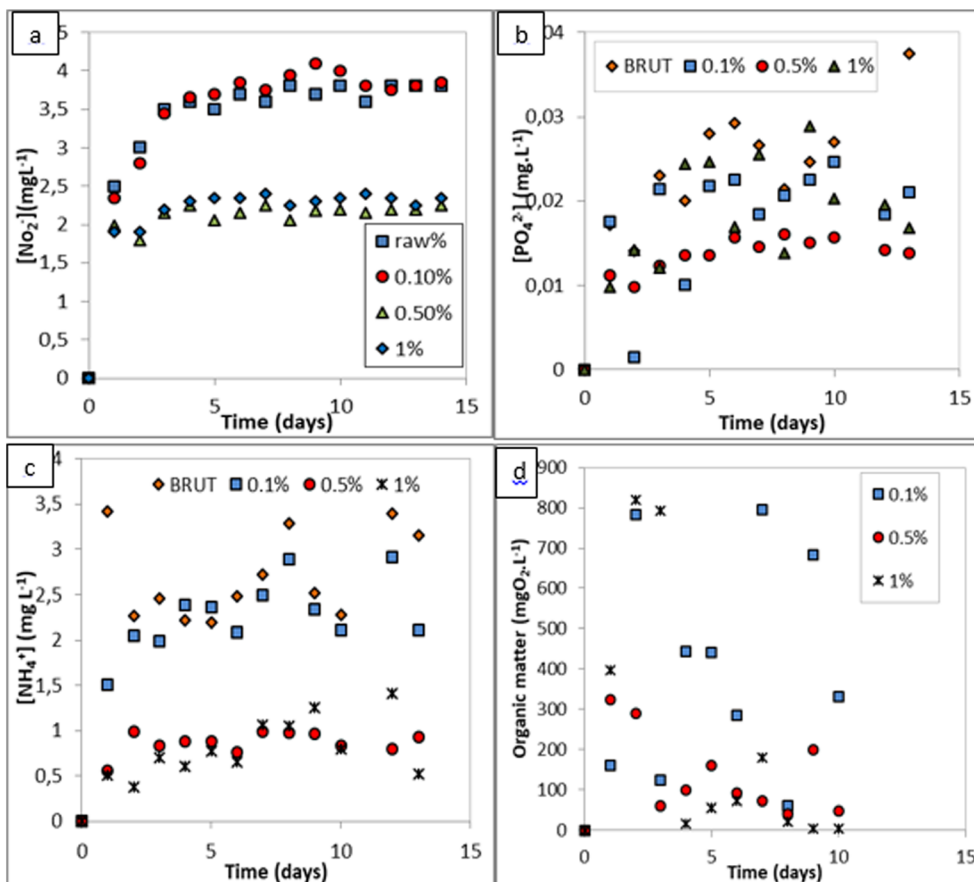 a
5
4
3,5
3
2,5
2
1,5
1
0,5
0
[No₂⁻](mgL⁻¹)
raw%
0.10%
0.50%
1%
0 5 10 15
Time (days)
b
04
0,03
0,02
0,01
0
[PO₄²⁻] (mg.L⁻¹)
BRUT 0.1% 0.5% 1%
0 5 10 15
Time (days)
c
4
3,5
3
2,5
2
1,5
1
0,5
0
[NH₄⁺] (mg L⁻¹)
BRUT 0.1% 0.5% 1%
0 5 10 15
Time (days)
d
900
800
700
600
500
400
300
200
100
0
Organic matter (mgO₂.L⁻¹)
0.1%
0.5%
1%
0 5 10 15
Time (days)